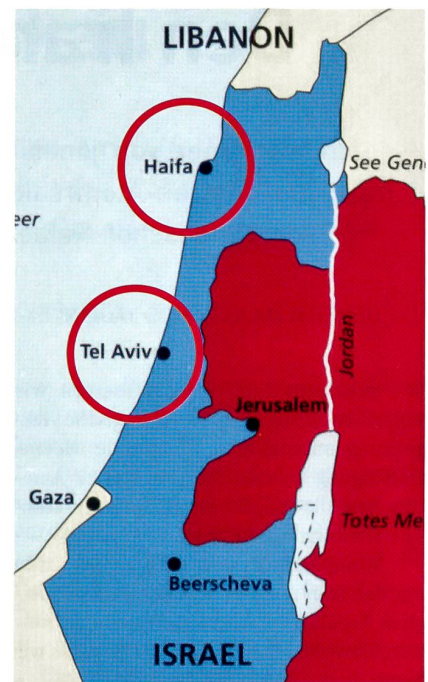 LIBANON
Haifa
See Gen
eer
Tel Aviv
Jordan
Jerusalem
Gaza
Totes Me
Beerscheva
ISRAEL